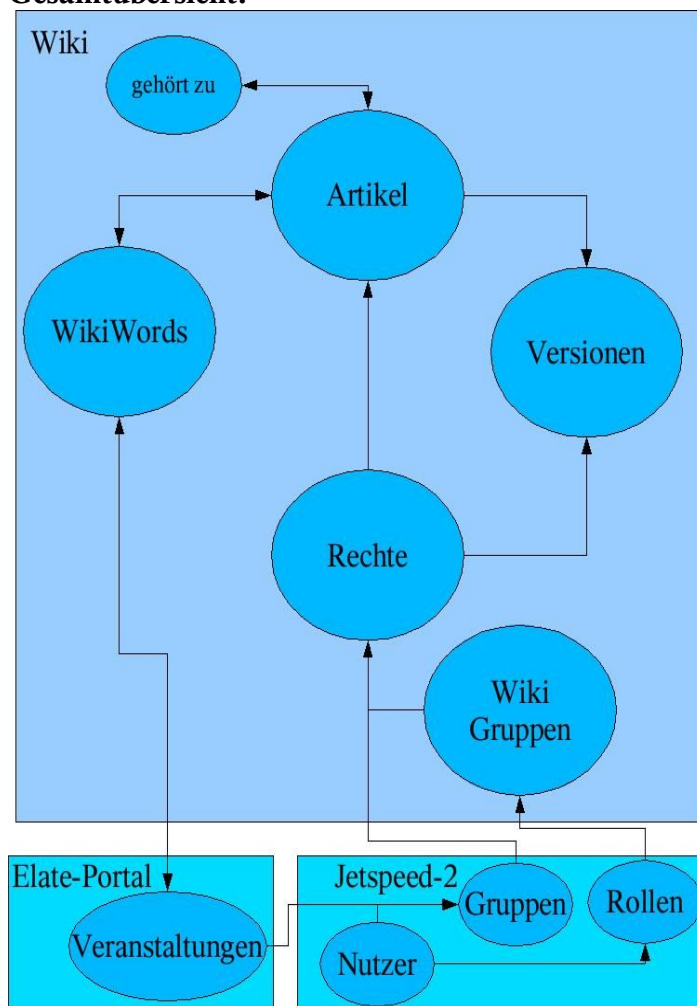 Gesamtübersicht:
Wiki
gehört zu
Artikel
WikiWords
Versionen
Rechte
Wiki
Gruppen
Elate-Portal
Jetspeed-2
Gruppen
Rollen
Veranstaltungen
Nutzer